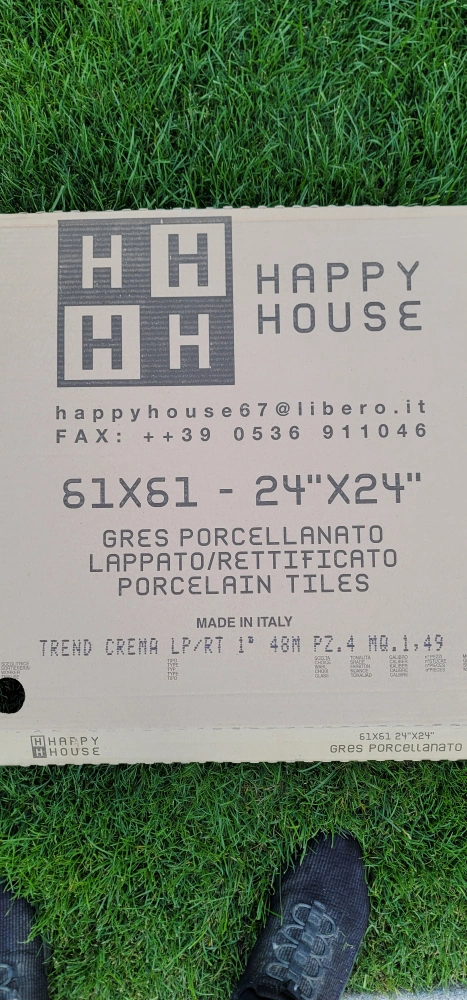 H H
H H
HAPPY
HOUSE
happyhouse67@libero.it
FAX: ++39 0536 911046
61X61 - 24"X24"
GRES PORCELLANATO
LAPPATO/RETTIFICATO
PORCELAIN TILES
MADE IN ITALY
TREND CREMA LP/RT 1° 48M PZ.4 MQ.1,49
HAPPY
HOUSE
61X61 24"X24"
GRES PORCELLANATO